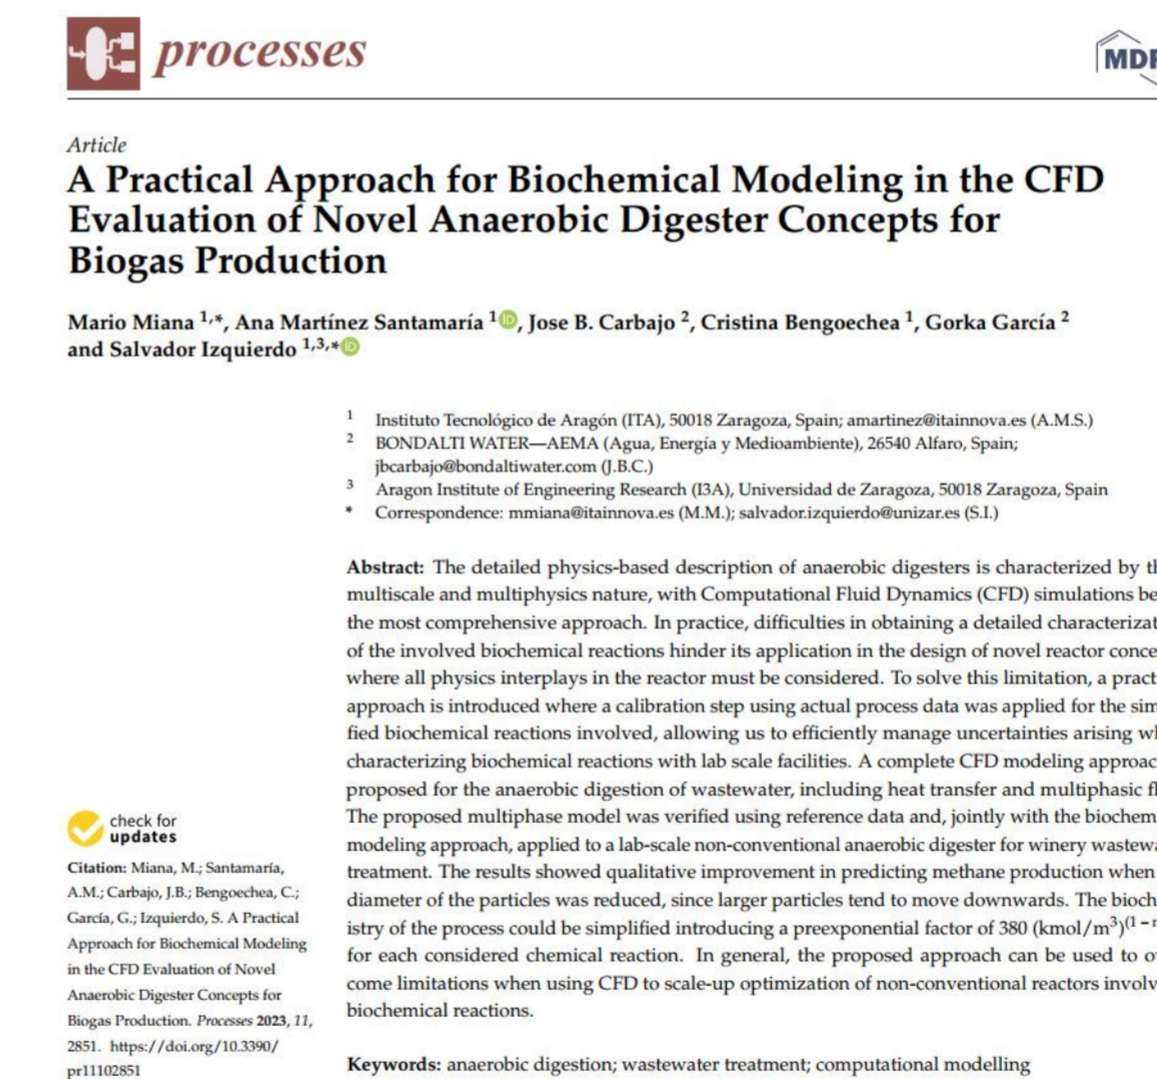 processes
MDP
Article
A Practical Approach for Biochemical Modeling in the CFD
Evaluation of Novel Anaerobic Digester Concepts for
Biogas Production
Mario Miana 1,*, Ana Martínez Santamaría 1 iD, Jose B. Carbajo 2, Cristina Bengoechea 1, Gorka García 2
and Salvador Izquierdo 1,3,* iD
1 Instituto Tecnológico de Aragón (ITA), 50018 Zaragoza, Spain; amartinez@itainnova.es (A.M.S.)
2 BONDALTI WATER—AEMA (Agua, Energía y Medioambiente), 26540 Alfaro, Spain;
jbcarbajo@bondaltiwater.com (J.B.C.)
3 Aragon Institute of Engineering Research (I3A), Universidad de Zaragoza, 50018 Zaragoza, Spain
* Correspondence: mmiana@itainnova.es (M.M.); salvador.izquierdo@unizar.es (S.I.)
Abstract: The detailed physics-based description of anaerobic digesters is characterized by th
multiscale and multiphysics nature, with Computational Fluid Dynamics (CFD) simulations be
the most comprehensive approach. In practice, difficulties in obtaining a detailed characterizat
of the involved biochemical reactions hinder its application in the design of novel reactor conce
where all physics interplays in the reactor must be considered. To solve this limitation, a pract
approach is introduced where a calibration step using actual process data was applied for the sim
fied biochemical reactions involved, allowing us to efficiently manage uncertainties arising wh
characterizing biochemical reactions with lab scale facilities. A complete CFD modeling approac
proposed for the anaerobic digestion of wastewater, including heat transfer and multiphasic fl
The proposed multiphase model was verified using reference data and, jointly with the biochem
modeling approach, applied to a lab-scale non-conventional anaerobic digester for winery wastewa
treatment. The results showed qualitative improvement in predicting methane production when
diameter of the particles was reduced, since larger particles tend to move downwards. The bioch
istry of the process could be simplified introducing a preexponential factor of 380 (kmol/m3)(1−n
for each considered chemical reaction. In general, the proposed approach can be used to ov
come limitations when using CFD to scale-up optimization of non-conventional reactors involv
biochemical reactions.
Keywords: anaerobic digestion; wastewater treatment; computational modelling
check for
updates
Citation: Miana, M.; Santamaría,
A.M.; Carbajo, J.B.; Bengoechea, C.;
García, G.; Izquierdo, S. A Practical
Approach for Biochemical Modeling
in the CFD Evaluation of Novel
Anaerobic Digester Concepts for
Biogas Production. Processes 2023, 11,
2851. https://doi.org/10.3390/
pr11102851